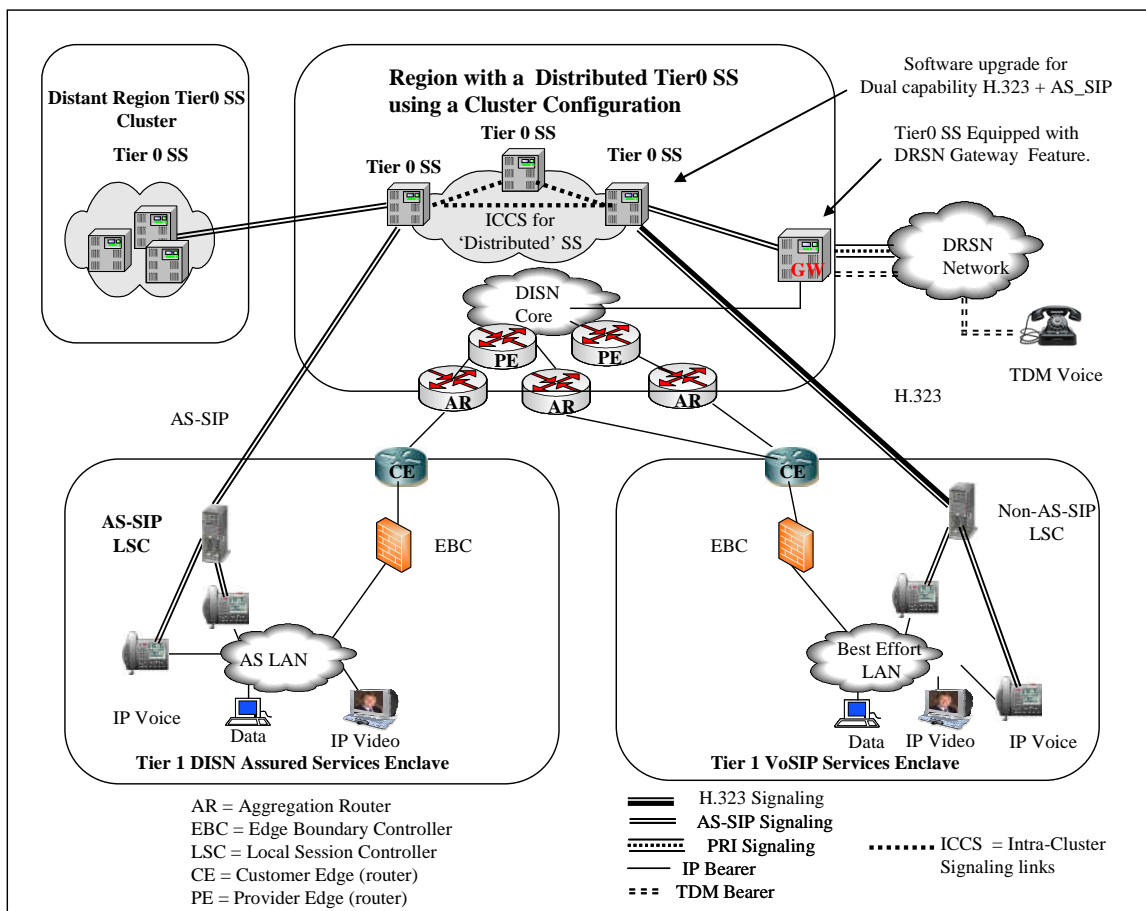 Distant Region Tier0 SS
Cluster
Tier 0 SS
Region with a Distributed Tier0 SS
using a Cluster Configuration
Tier 0 SS
Tier 0 SS
Tier 0 SS
ICCS for
‘Distributed’ SS
Software upgrade for
Dual capability H.323 + AS_SIP
Tier0 SS Equipped with
DRSN Gateway Feature.
GW
DRSN
Network
TDM Voice
DISN
Core
PE
PE
AR
AR
AR
AS-SIP
H.323
CE
CE
AS-SIP
LSC
EBC
AS LAN
IP Voice
Data
IP Video
Tier 1 DISN Assured Services Enclave
EBC
Non-AS-SIP
LSC
Best Effort
LAN
Data
IP Video
IP Voice
Tier 1 VoSIP Services Enclave
AR = Aggregation Router
EBC = Edge Boundary Controller
LSC = Local Session Controller
CE = Customer Edge (router)
PE = Provider Edge (router)
H.323 Signaling
AS-SIP Signaling
PRI Signaling
IP Bearer
TDM Bearer
ICCS = Intra-Cluster
Signaling links